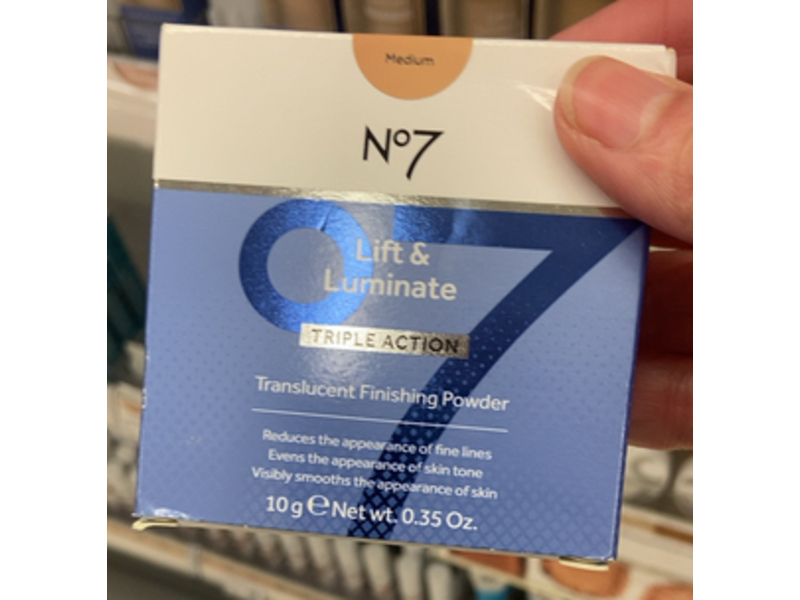 Medium
No7
Lift &
Luminate
TRIPLE ACTION
Translucent Finishing Powder
Reduces the appearance of fine lines
Evens the appearance of skin tone
Visibly smooths the appearance of skin
10 g ℮ Net wt. 0.35 Oz.